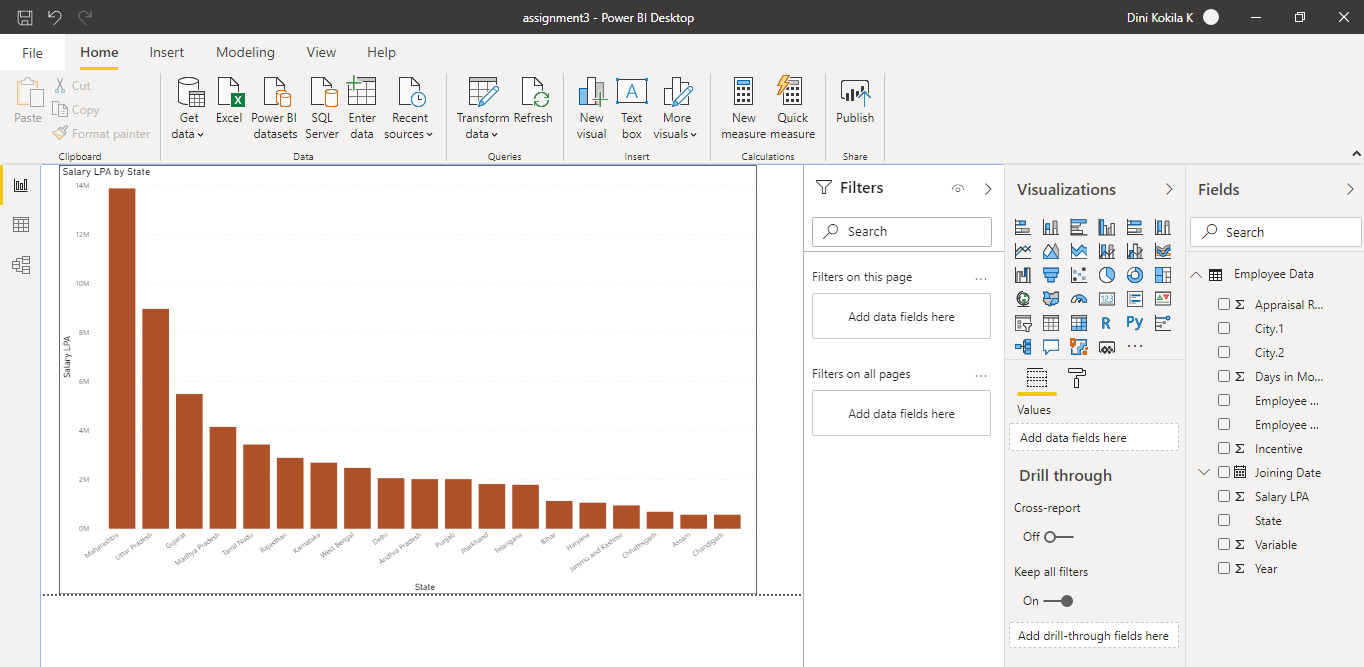 assignment3 - Power BI Desktop
Dini Kokila K
File
Home
Insert
Modeling
View
Help
Paste
Cut
Copy
Format painter
Clipboard
Get
data
Excel
Power BI
datasets
SQL
Server
Enter
data
Recent
sources
Data
Transform
data
Refresh
Queries
New
visual
Text
box
More
visuals
Insert
New
measure
Quick
measure
Calculations
Publish
Share
Salary LPA by State
14M
12M
10M
8M
6M
4M
2M
0M
Salary LPA
Maharashtra
Uttar Pradesh
Gujarat
Madhya Pradesh
Tamil Nadu
Rajasthan
Karnataka
West Bengal
Delhi
Andhra Pradesh
Punjab
Jharkhand
Telangana
Bihar
Haryana
Jammu and Kashmir
Chhattisgarh
Assam
Chandigarh
State
Filters
Search
Filters on this page
...
Add data fields here
Filters on all pages
...
Add data fields here
Visualizations
123
R
Py
...
Values
Add data fields here
Drill through
Cross-report
Off
Keep all filters
On
Add drill-through fields here
Fields
Search
Employee Data
Σ Appraisal R...
City.1
City.2
Σ Days in Mo...
Employee ...
Employee ...
Σ Incentive
Joining Date
Σ Salary LPA
State
Σ Variable
Σ Year